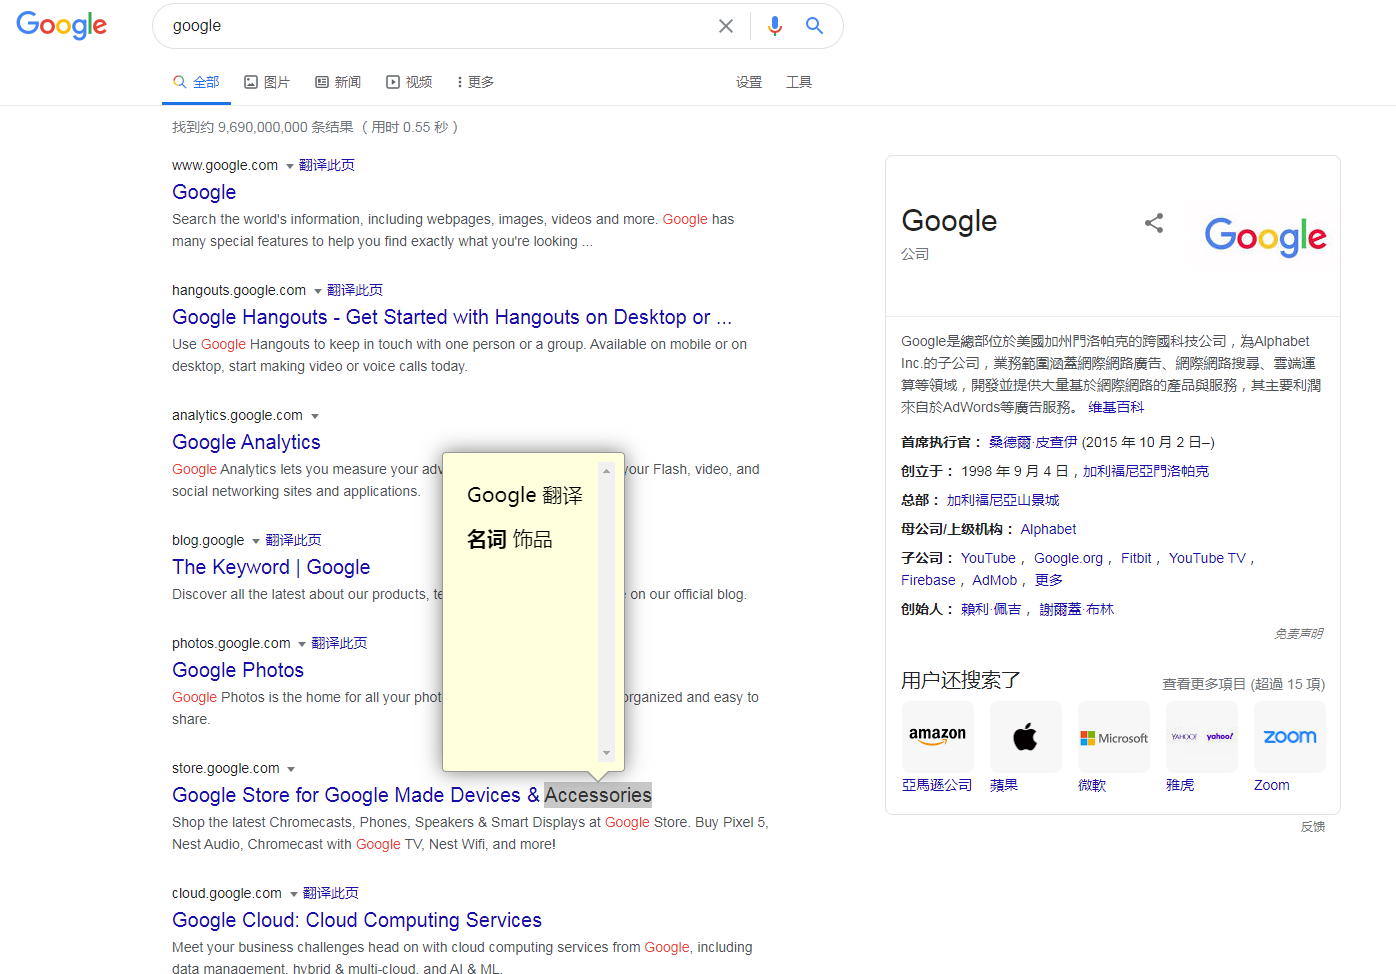 Google
google
全部
图片
新闻
视频
更多
设置
工具
找到约 9,690,000,000 条结果 （用时 0.55 秒）
www.google.com 翻译此页
Google
Search the world's information, including webpages, images, videos and more. Google has
many special features to help you find exactly what you're looking ...
hangouts.google.com 翻译此页
Google Hangouts - Get Started with Hangouts on Desktop or ...
Use Google Hangouts to keep in touch with one person or a group. Available on mobile or on
desktop, start making video or voice calls today.
analytics.google.com
Google Analytics
Google Analytics lets you measure your adv our Flash, video, and
social networking sites and applications.
blog.google 翻译此页
The Keyword | Google
Discover all the latest about our products, te on our official blog.
photos.google.com 翻译此页
Google Photos
Google Photos is the home for all your phot organized and easy to
share.
store.google.com
Google Store for Google Made Devices & Accessories
Shop the latest Chromecasts, Phones, Speakers & Smart Displays at Google Store. Buy Pixel 5,
Nest Audio, Chromecast with Google TV, Nest Wifi, and more!
cloud.google.com 翻译此页
Google Cloud: Cloud Computing Services
Meet your business challenges head on with cloud computing services from Google, including
data management, hybrid & multi-cloud, and AI & ML.
Google 翻译
名词 饰品
Google
公司
Google
Google是總部位於美國加州門洛帕克的跨國科技公司，為Alphabet
Inc.的子公司，業務範圍涵蓋網際網路廣告、網際網路搜尋、雲端運
算等領域，開發並提供大量基於網際網路的產品與服務，其主要利潤
來自於AdWords等廣告服務。 维基百科
首席执行官： 桑德爾·皮查伊 (2015 年 10 月 2 日–)
创立于： 1998 年 9 月 4 日，加利福尼亞門洛帕克
总部： 加利福尼亞山景城
母公司/上级机构： Alphabet
子公司： YouTube， Google.org， Fitbit， YouTube TV，
Firebase， AdMob， 更多
创始人： 賴利·佩吉， 謝爾蓋·布林
免责声明
用户还搜索了
查看更多項目 (超過 15 項)
amazon
Microsoft
YAHOO! yahoo!
zoom
亞馬遜公司
蘋果
微軟
雅虎
Zoom
反馈